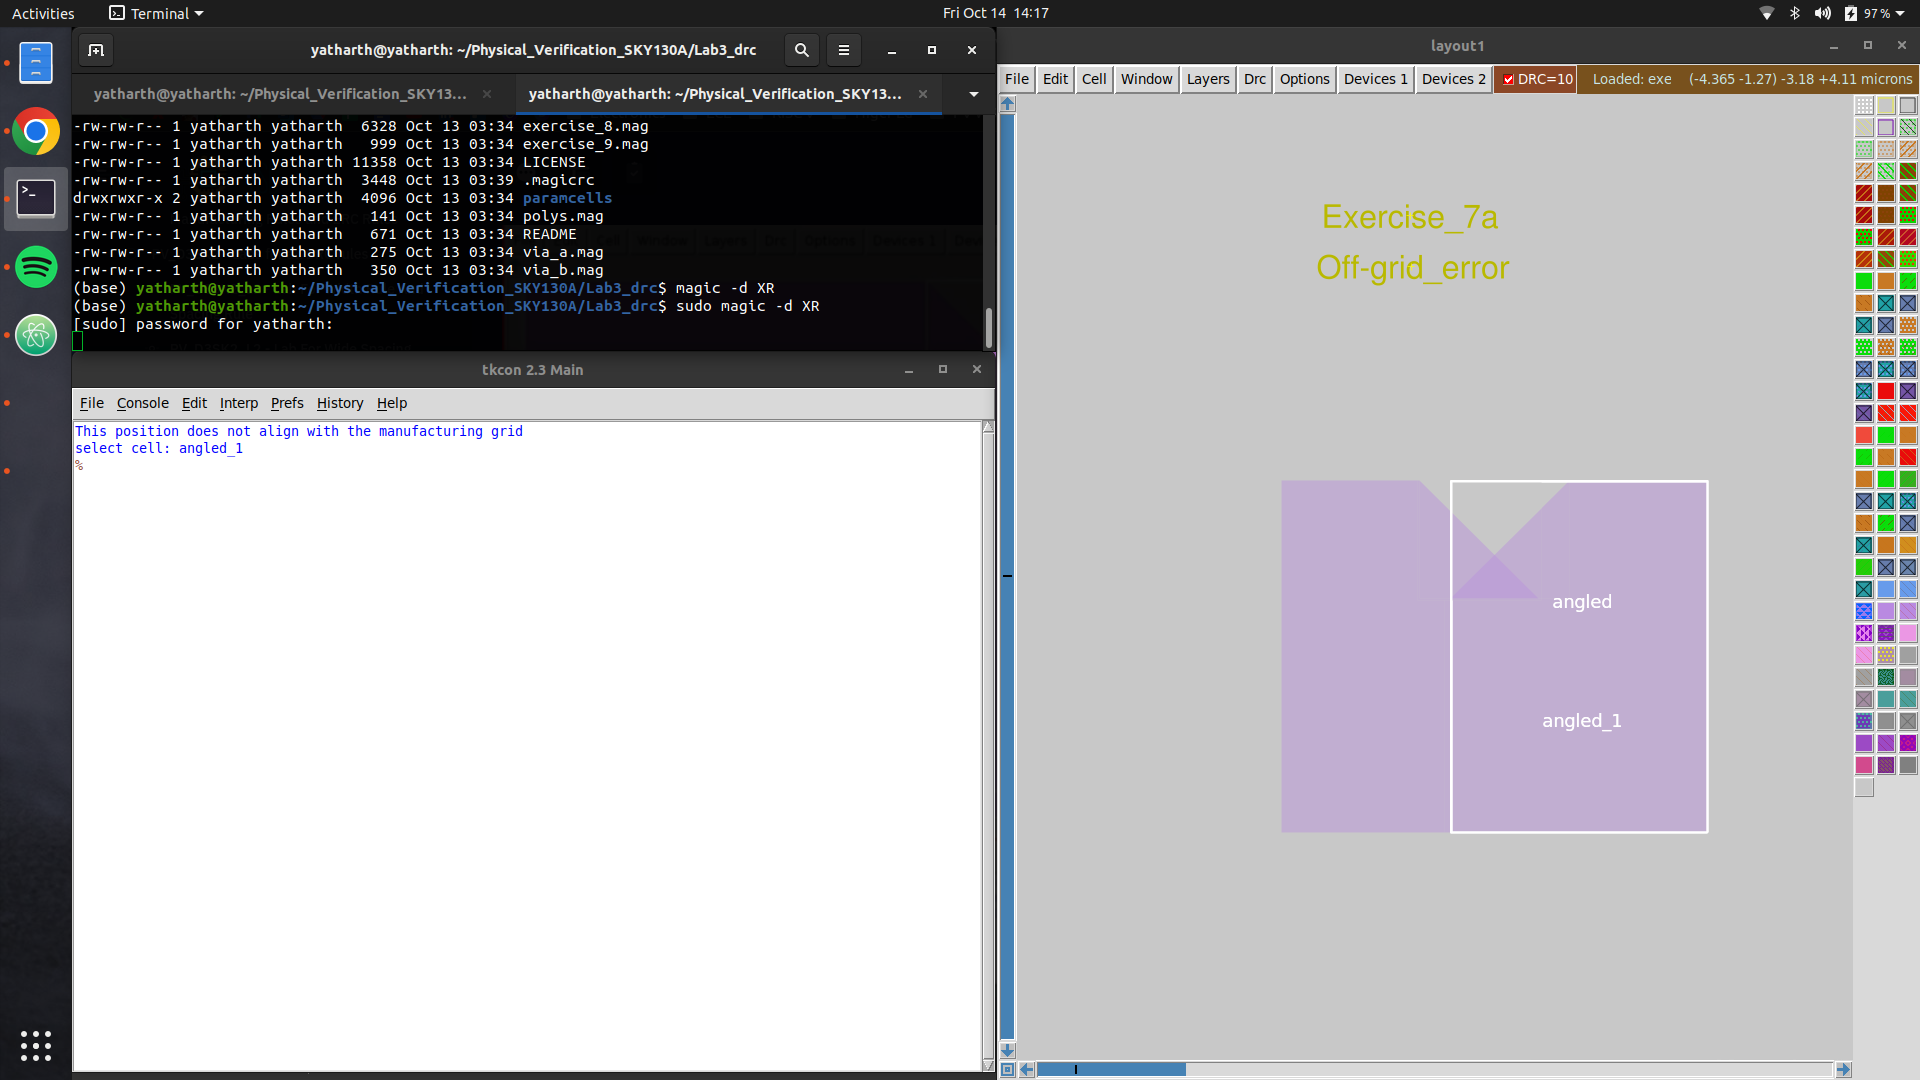 Activities
Terminal
Fri Oct 14 14:17
97 %
yatharth@yatharth: ~/Physical_Verification_SKY130A/Lab3_drc
yatharth@yatharth: ~/Physical_Verification_SKY13...
yatharth@yatharth: ~/Physical_Verification_SKY13...
-rw-rw-r-- 1 yatharth yatharth  6328 Oct 13 03:34 exercise_8.mag
-rw-rw-r-- 1 yatharth yatharth   999 Oct 13 03:34 exercise_9.mag
-rw-rw-r-- 1 yatharth yatharth 11358 Oct 13 03:34 LICENSE
-rw-rw-r-- 1 yatharth yatharth  3448 Oct 13 03:39 .magicrc
drwxrwxr-x 2 yatharth yatharth  4096 Oct 13 03:34 paramcells
-rw-rw-r-- 1 yatharth yatharth   141 Oct 13 03:34 polys.mag
-rw-rw-r-- 1 yatharth yatharth   671 Oct 13 03:34 README
-rw-rw-r-- 1 yatharth yatharth   275 Oct 13 03:34 via_a.mag
-rw-rw-r-- 1 yatharth yatharth   350 Oct 13 03:34 via_b.mag
(base) yatharth@yatharth:~/Physical_Verification_SKY130A/Lab3_drc$ magic -d XR
(base) yatharth@yatharth:~/Physical_Verification_SKY130A/Lab3_drc$ sudo magic -d XR
[sudo] password for yatharth:
tkcon 2.3 Main
File Console Edit Interp Prefs History Help
This position does not align with the manufacturing grid
select cell: angled_1
%
layout1
File Edit Cell Window Layers Drc Options Devices 1 Devices 2 DRC=10 Loaded: exe (-4.365 -1.27) -3.18 +4.11 microns
Exercise_7a
Off-grid_error
angled
angled_1